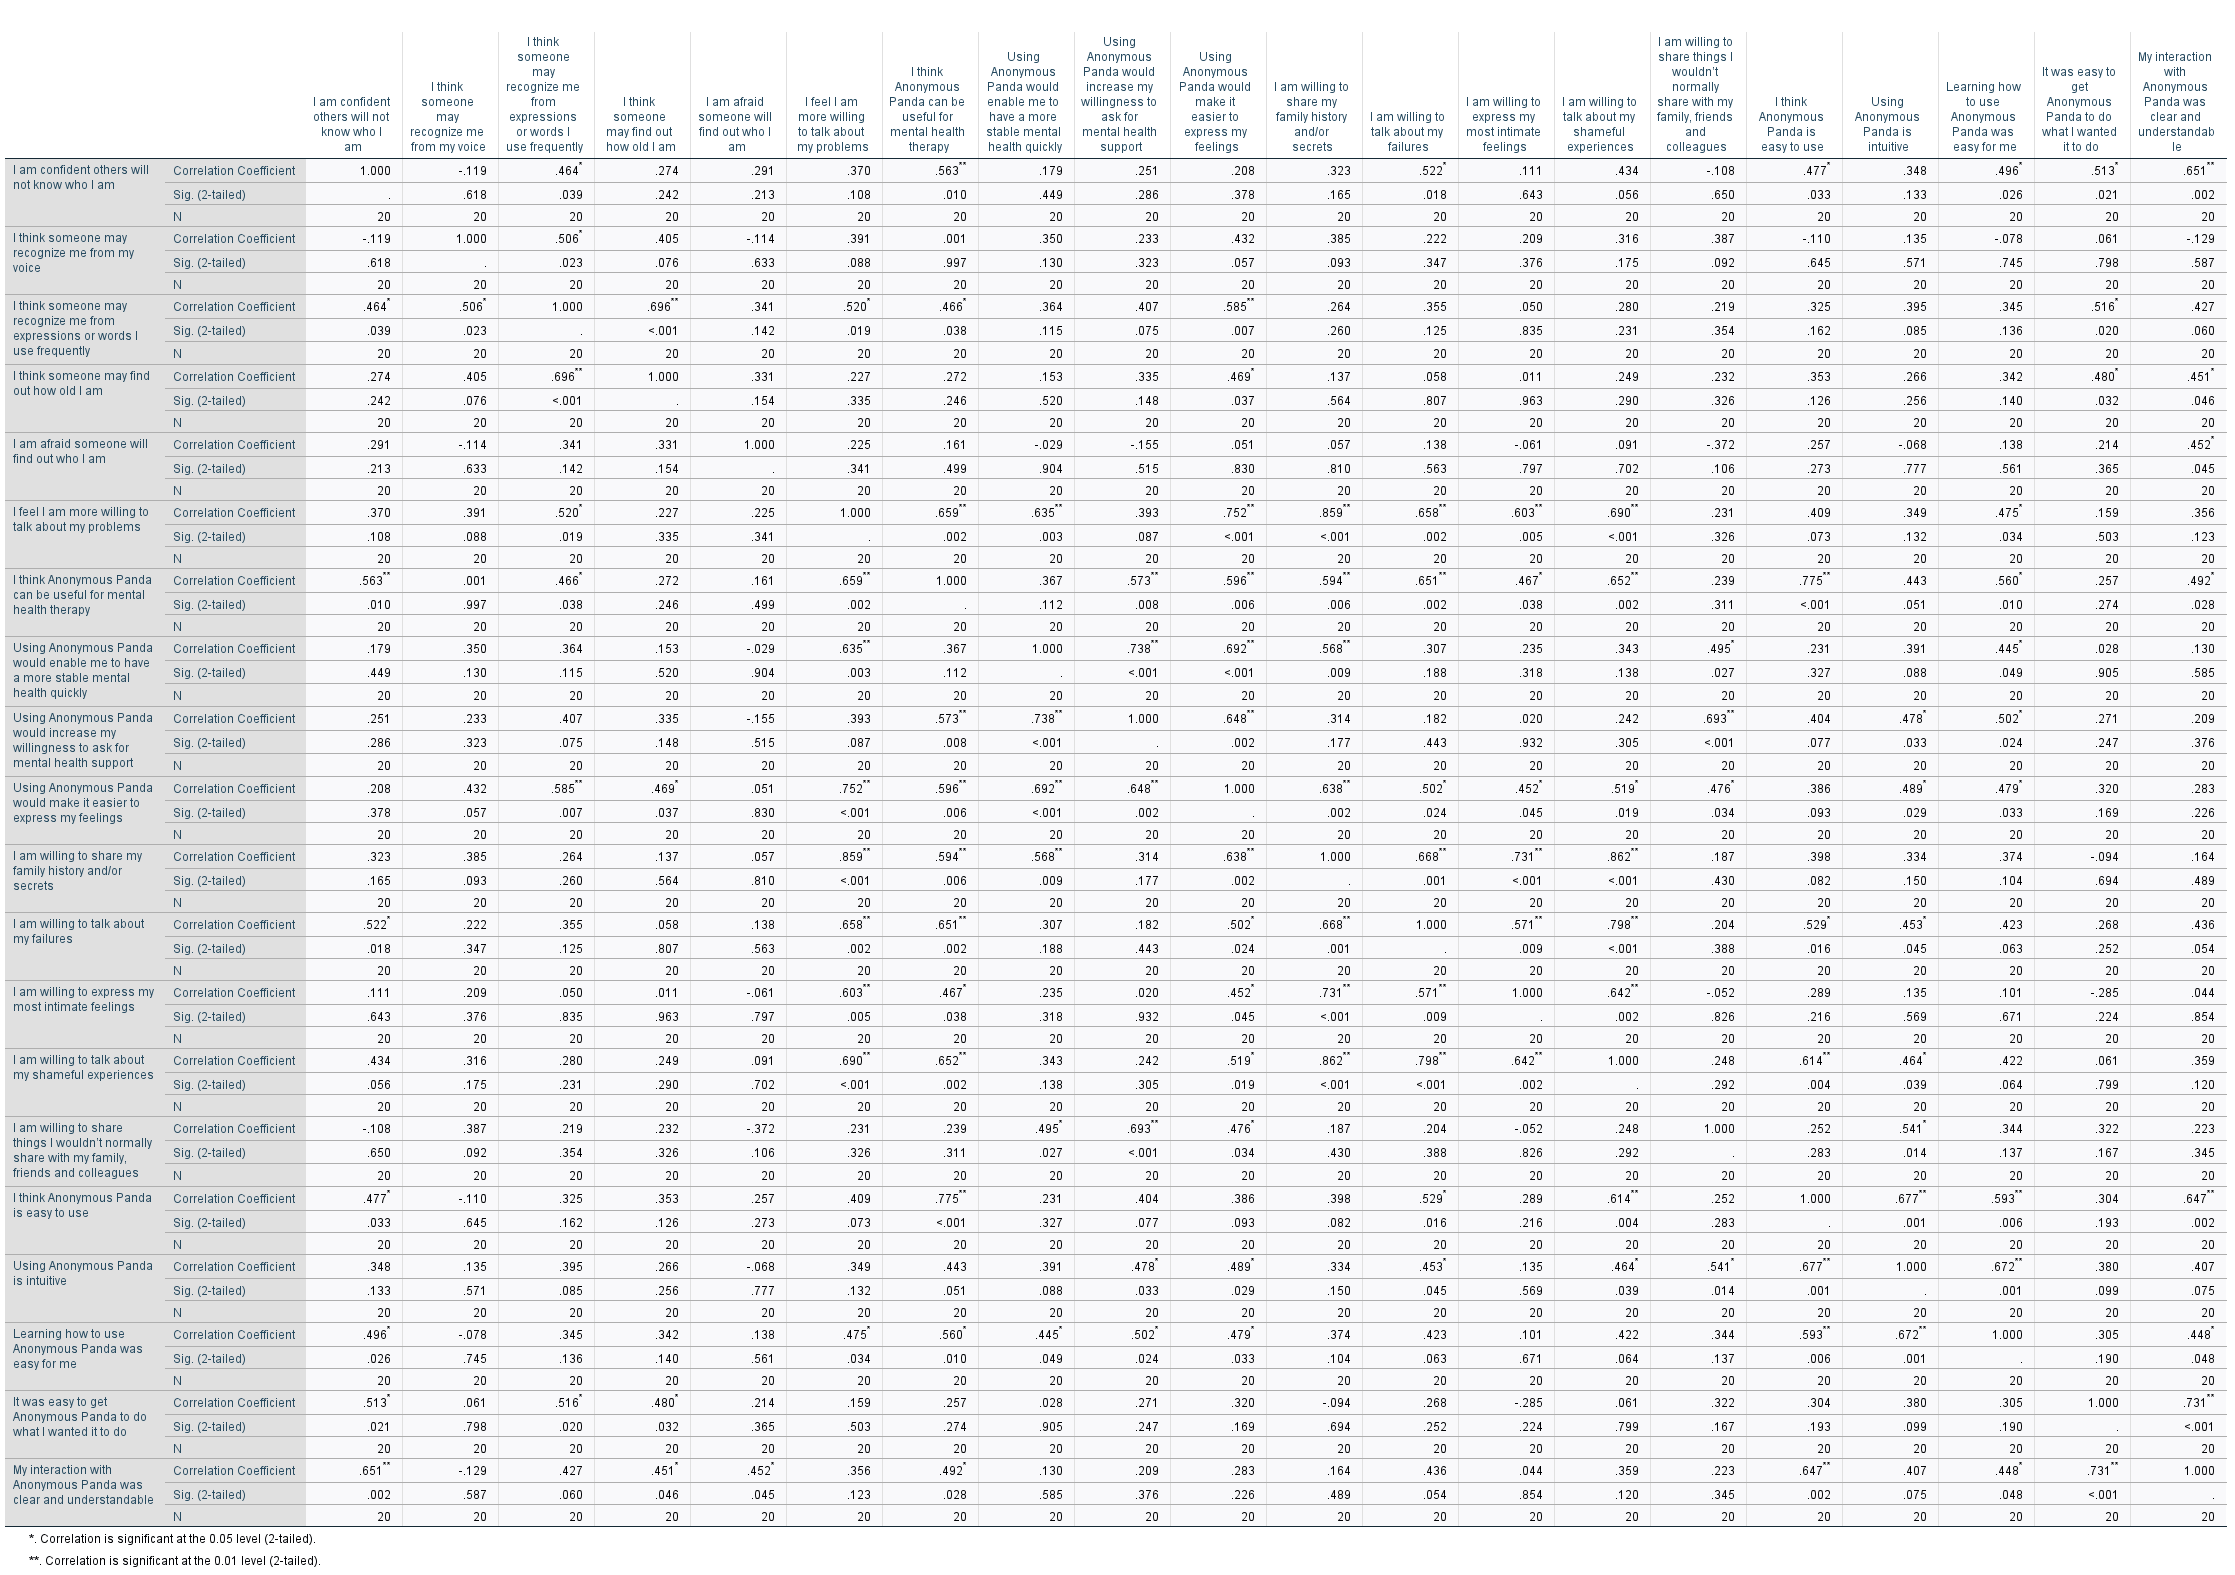 I am confident
others will not
know who I
am
I think
someone
may
recognize me
from my voice
I think
someone
may
recognize me
from
expressions
or words I
use frequently
I think
someone
may find out
how old I am
I am afraid
someone will
find out who I
am
I feel I am
more willing
to talk about
my problems
I think
Anonymous
Panda can be
useful for
mental health
therapy
Using
Anonymous
Panda would
enable me to
have a more
stable mental
health quickly
Using
Anonymous
Panda would
increase my
willingness to
ask for
mental health
support
Using
Anonymous
Panda would
make it
easier to
express my
feelings
I am willing to
share my
family history
and/or
secrets
I am willing to
talk about my
failures
I am willing to
express my
most intimate
feelings
I am willing to
talk about my
shameful
experiences
I am willing to
share things I
wouldn't
normally
share with my
family, friends
and
colleagues
I think
Anonymous
Panda is
easy to use
Using
Anonymous
Panda is
intuitive
Learning how
to use
Anonymous
Panda was
easy for me
It was easy to
get
Anonymous
Panda to do
what I wanted
it to do
My interaction
with
Anonymous
Panda was
clear and
understandab
le
I am confident others will
not know who I am
Correlation Coefficient 1.000 -.119 .464* .274 .291 .370 .563** .179 .251 .208 .323 .522* .111 .434 -.108 .477* .348 .496* .513* .651**
Sig. (2-tailed) . .618 .039 .242 .213 .108 .010 .449 .286 .378 .165 .018 .643 .056 .650 .033 .133 .026 .021 .002
N 20 20 20 20 20 20 20 20 20 20 20 20 20 20 20 20 20 20 20 20
I think someone may
recognize me from my
voice
Correlation Coefficient -.119 1.000 .506* .405 -.114 .391 .001 .350 .233 .432 .385 .222 .209 .316 .387 -.110 .135 -.078 .061 -.129
Sig. (2-tailed) .618 . .023 .076 .633 .088 .997 .130 .323 .057 .093 .347 .376 .175 .092 .645 .571 .745 .798 .587
N 20 20 20 20 20 20 20 20 20 20 20 20 20 20 20 20 20 20 20 20
I think someone may
recognize me from
expressions or words I
use frequently
Correlation Coefficient .464* .506* 1.000 .696** .341 .520* .466* .364 .407 .585** .264 .355 .050 .280 .219 .325 .395 .345 .516* .427
Sig. (2-tailed) .039 .023 . <.001 .142 .019 .038 .115 .075 .007 .260 .125 .835 .231 .354 .162 .085 .136 .020 .060
N 20 20 20 20 20 20 20 20 20 20 20 20 20 20 20 20 20 20 20 20
I think someone may find
out how old I am
Correlation Coefficient .274 .405 .696** 1.000 .331 .227 .272 .153 .335 .469* .137 .058 .011 .249 .232 .353 .266 .342 .480* .451*
Sig. (2-tailed) .242 .076 <.001 . .154 .335 .246 .520 .148 .037 .564 .807 .963 .290 .326 .126 .256 .140 .032 .046
N 20 20 20 20 20 20 20 20 20 20 20 20 20 20 20 20 20 20 20 20
I am afraid someone will
find out who I am
Correlation Coefficient .291 -.114 .341 .331 1.000 .225 .161 -.029 -.155 .051 .057 .138 -.061 .091 -.372 .257 -.068 .138 .214 .452*
Sig. (2-tailed) .213 .633 .142 .154 . .341 .499 .904 .515 .830 .810 .563 .797 .702 .106 .273 .777 .561 .365 .045
N 20 20 20 20 20 20 20 20 20 20 20 20 20 20 20 20 20 20 20 20
I feel I am more willing to
talk about my problems
Correlation Coefficient .370 .391 .520* .227 .225 1.000 .659** .635** .393 .752** .859** .658** .603** .690** .231 .409 .349 .475* .159 .356
Sig. (2-tailed) .108 .088 .019 .335 .341 . .002 .003 .087 <.001 <.001 .002 .005 <.001 .326 .073 .132 .034 .503 .123
N 20 20 20 20 20 20 20 20 20 20 20 20 20 20 20 20 20 20 20 20
I think Anonymous Panda
can be useful for mental
health therapy
Correlation Coefficient .563** .001 .466* .272 .161 .659** 1.000 .367 .573** .596** .594** .651** .467* .652** .239 .775** .443 .560* .257 .492*
Sig. (2-tailed) .010 .997 .038 .246 .499 .002 . .112 .008 .006 .006 .002 .038 .002 .311 <.001 .051 .010 .274 .028
N 20 20 20 20 20 20 20 20 20 20 20 20 20 20 20 20 20 20 20 20
Using Anonymous Panda
would enable me to have
a more stable mental
health quickly
Correlation Coefficient .179 .350 .364 .153 -.029 .635** .367 1.000 .738** .692** .568** .307 .235 .343 .495* .231 .391 .445* .028 .130
Sig. (2-tailed) .449 .130 .115 .520 .904 .003 .112 . <.001 <.001 .009 .188 .318 .138 .027 .327 .088 .049 .905 .585
N 20 20 20 20 20 20 20 20 20 20 20 20 20 20 20 20 20 20 20 20
Using Anonymous Panda
would increase my
willingness to ask for
mental health support
Correlation Coefficient .251 .233 .407 .335 -.155 .393 .573** .738** 1.000 .648** .314 .182 .020 .242 .693** .404 .478* .502* .271 .209
Sig. (2-tailed) .286 .323 .075 .148 .515 .087 .008 <.001 . .002 .177 .443 .932 .305 <.001 .077 .033 .024 .247 .376
N 20 20 20 20 20 20 20 20 20 20 20 20 20 20 20 20 20 20 20 20
Using Anonymous Panda
would make it easier to
express my feelings
Correlation Coefficient .208 .432 .585** .469* .051 .752** .596** .692** .648** 1.000 .638** .502* .452* .519* .476* .386 .489* .479* .320 .283
Sig. (2-tailed) .378 .057 .007 .037 .830 <.001 .006 <.001 .002 . .002 .024 .045 .019 .034 .093 .029 .033 .169 .226
N 20 20 20 20 20 20 20 20 20 20 20 20 20 20 20 20 20 20 20 20
I am willing to share my
family history and/or
secrets
Correlation Coefficient .323 .385 .264 .137 .057 .859** .594** .568** .314 .638** 1.000 .668** .731** .862** .187 .398 .334 .374 -.094 .164
Sig. (2-tailed) .165 .093 .260 .564 .810 <.001 .006 .009 .177 .002 . .001 <.001 <.001 .430 .082 .150 .104 .694 .489
N 20 20 20 20 20 20 20 20 20 20 20 20 20 20 20 20 20 20 20 20
I am willing to talk about
my failures
Correlation Coefficient .522* .222 .355 .058 .138 .658** .651** .307 .182 .502* .668** 1.000 .571** .798** .204 .529* .453* .423 .268 .436
Sig. (2-tailed) .018 .347 .125 .807 .563 .002 .002 .188 .443 .024 .001 . .009 <.001 .388 .016 .045 .063 .252 .054
N 20 20 20 20 20 20 20 20 20 20 20 20 20 20 20 20 20 20 20 20
I am willing to express my
most intimate feelings
Correlation Coefficient .111 .209 .050 .011 -.061 .603** .467* .235 .020 .452* .731** .571** 1.000 .642** -.052 .289 .135 .101 -.285 .044
Sig. (2-tailed) .643 .376 .835 .963 .797 .005 .038 .318 .932 .045 <.001 .009 . .002 .826 .216 .569 .671 .224 .854
N 20 20 20 20 20 20 20 20 20 20 20 20 20 20 20 20 20 20 20 20
I am willing to talk about
my shameful experiences
Correlation Coefficient .434 .316 .280 .249 .091 .690** .652** .343 .242 .519* .862** .798** .642** 1.000 .248 .614** .464* .422 .061 .359
Sig. (2-tailed) .056 .175 .231 .290 .702 <.001 .002 .138 .305 .019 <.001 <.001 .002 . .292 .004 .039 .064 .799 .120
N 20 20 20 20 20 20 20 20 20 20 20 20 20 20 20 20 20 20 20 20
I am willing to share
things I wouldn't normally
share with my family,
friends and colleagues
Correlation Coefficient -.108 .387 .219 .232 -.372 .231 .239 .495* .693** .476* .187 .204 -.052 .248 1.000 .252 .541* .344 .322 .223
Sig. (2-tailed) .650 .092 .354 .326 .106 .326 .311 .027 <.001 .034 .430 .388 .826 .292 . .283 .014 .137 .167 .345
N 20 20 20 20 20 20 20 20 20 20 20 20 20 20 20 20 20 20 20 20
I think Anonymous Panda
is easy to use
Correlation Coefficient .477* -.110 .325 .353 .257 .409 .775** .231 .404 .386 .398 .529* .289 .614** .252 1.000 .677** .593** .304 .647**
Sig. (2-tailed) .033 .645 .162 .126 .273 .073 <.001 .327 .077 .093 .082 .016 .216 .004 .283 . .001 .006 .193 .002
N 20 20 20 20 20 20 20 20 20 20 20 20 20 20 20 20 20 20 20 20
Using Anonymous Panda
is intuitive
Correlation Coefficient .348 .135 .395 .266 -.068 .349 .443 .391 .478* .489* .334 .453* .135 .464* .541* .677** 1.000 .672** .380 .407
Sig. (2-tailed) .133 .571 .085 .256 .777 .132 .051 .088 .033 .029 .150 .045 .569 .039 .014 .001 . .001 .099 .075
N 20 20 20 20 20 20 20 20 20 20 20 20 20 20 20 20 20 20 20 20
Learning how to use
Anonymous Panda was
easy for me
Correlation Coefficient .496* -.078 .345 .342 .138 .475* .560* .445* .502* .479* .374 .423 .101 .422 .344 .593** .672** 1.000 .305 .448*
Sig. (2-tailed) .026 .745 .136 .140 .561 .034 .010 .049 .024 .033 .104 .063 .671 .064 .137 .006 .001 . .190 .048
N 20 20 20 20 20 20 20 20 20 20 20 20 20 20 20 20 20 20 20 20
It was easy to get
Anonymous Panda to do
what I wanted it to do
Correlation Coefficient .513* .061 .516* .480* .214 .159 .257 .028 .271 .320 -.094 .268 -.285 .061 .322 .304 .380 .305 1.000 .731**
Sig. (2-tailed) .021 .798 .020 .032 .365 .503 .274 .905 .247 .169 .694 .252 .224 .799 .167 .193 .099 .190 . <.001
N 20 20 20 20 20 20 20 20 20 20 20 20 20 20 20 20 20 20 20 20
My interaction with
Anonymous Panda was
clear and understandable
Correlation Coefficient .651** -.129 .427 .451* .452* .356 .492* .130 .209 .283 .164 .436 .044 .359 .223 .647** .407 .448* .731** 1.000
Sig. (2-tailed) .002 .587 .060 .046 .045 .123 .028 .585 .376 .226 .489 .054 .854 .120 .345 .002 .075 .048 <.001 .
N 20 20 20 20 20 20 20 20 20 20 20 20 20 20 20 20 20 20 20 20
*. Correlation is significant at the 0.05 level (2-tailed).
**. Correlation is significant at the 0.01 level (2-tailed).